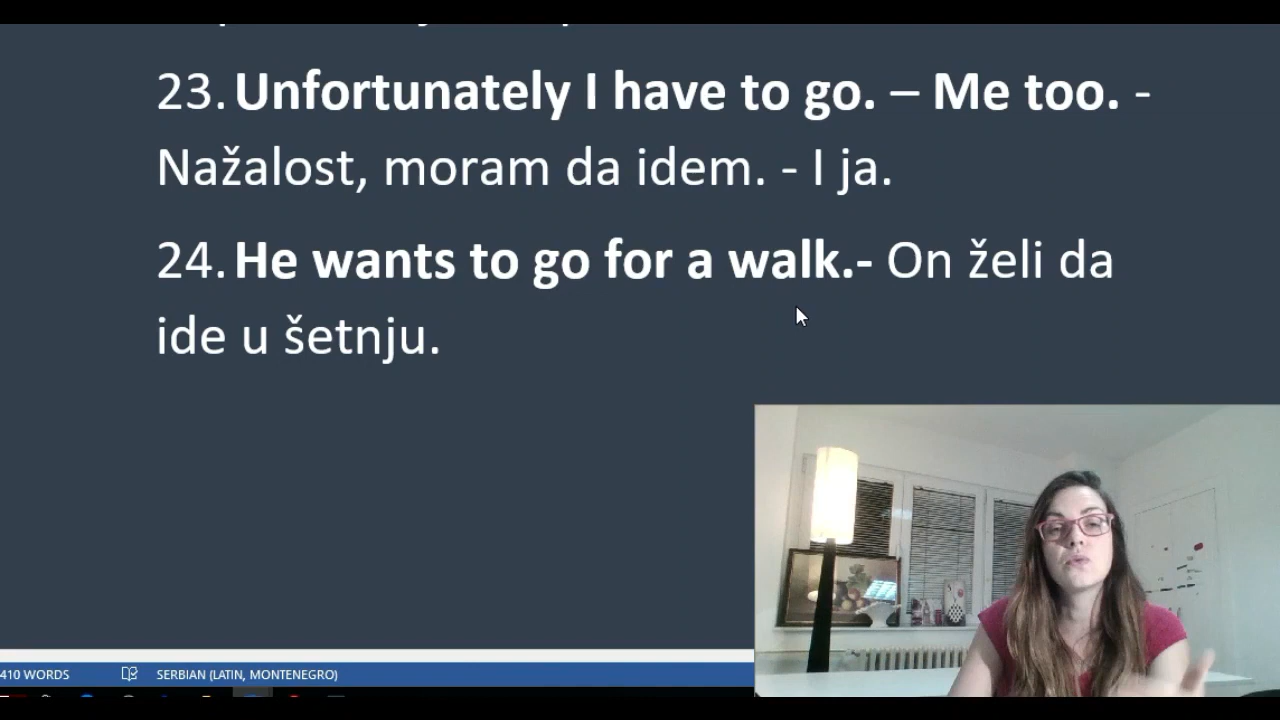 23. Unfortunately I have to go. – Me too. -
Nažalost, moram da idem. - I ja.
24. He wants to go for a walk.- On želi da
ide u šetnju.
410 WORDS SERBIAN (LATIN, MONTENEGRO)